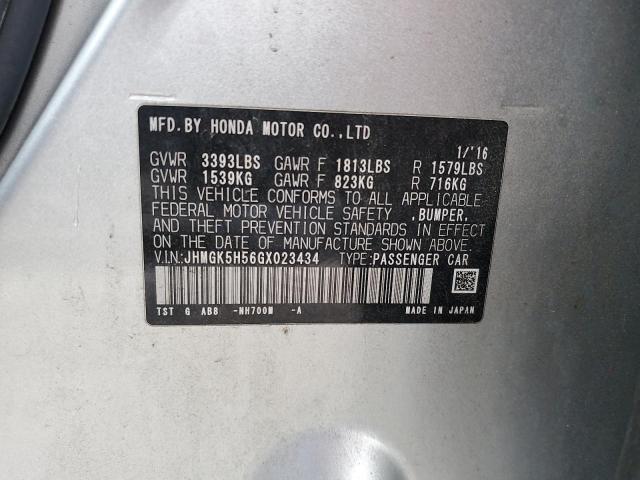 MFD.BY HONDA MOTOR CO.,LTD
1/'16
GVWR 3393LBS GAWR F 1813LBS R 1579LBS
GVWR 1539KG GAWR F 823KG R 716KG
THIS VEHICLE CONFORMS TO ALL APPLICABLE
FEDERAL MOTOR VEHICLE SAFETY ,BUMPER,
AND THEFT PREVENTION STANDARDS IN EFFECT
ON THE DATE OF MANUFACTURE SHOWN ABOVE.
V.I.N:JHMGK5H56GX023434 TYPE:PASSENGER CAR
TST G AB8 -NH700M -A MADE IN JAPAN